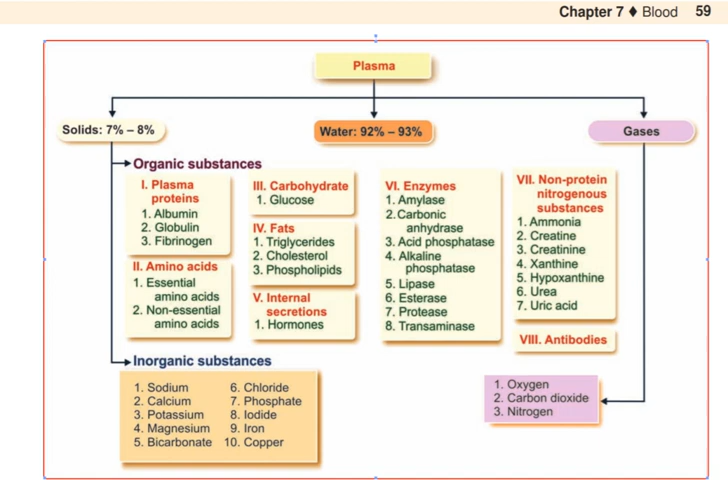 Chapter 7 ♦ Blood 59
Plasma
Solids: 7% – 8%
Water: 92% – 93%
Gases
Organic substances
I. Plasma
proteins
1. Albumin
2. Globulin
3. Fibrinogen
II. Amino acids
1. Essential
amino acids
2. Non-essential
amino acids
III. Carbohydrate
1. Glucose
IV. Fats
1. Triglycerides
2. Cholesterol
3. Phospholipids
V. Internal
secretions
1. Hormones
VI. Enzymes
1. Amylase
2. Carbonic
anhydrase
3. Acid phosphatase
4. Alkaline
phosphatase
5. Lipase
6. Esterase
7. Protease
8. Transaminase
VII. Non-protein
nitrogenous
substances
1. Ammonia
2. Creatine
3. Creatinine
4. Xanthine
5. Hypoxanthine
6. Urea
7. Uric acid
VIII. Antibodies
Inorganic substances
1. Sodium
2. Calcium
3. Potassium
4. Magnesium
5. Bicarbonate
6. Chloride
7. Phosphate
8. Iodide
9. Iron
10. Copper
1. Oxygen
2. Carbon dioxide
3. Nitrogen